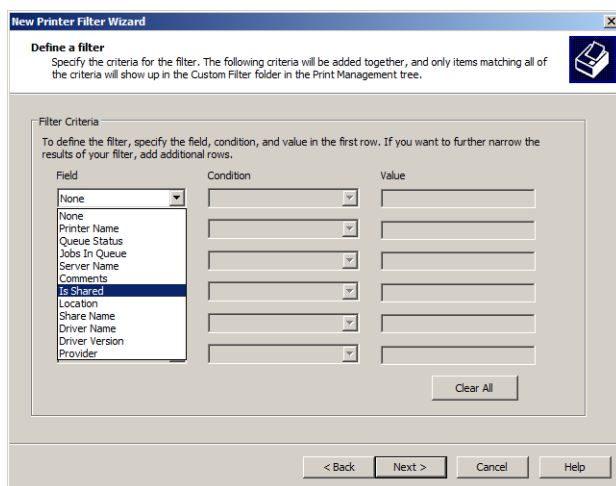 New Printer Filter Wizard
Define a filter
Specify the criteria for the filter. The following criteria will be added together, and only items matching all of
the criteria will show up in the Custom Filter folder in the Print Management tree.
Filter Criteria
To define the filter, specify the field, condition, and value in the first row. If you want to further narrow the
results of your filter, add additional rows.
Field Condition Value
None
None
Printer Name
Queue Status
Jobs In Queue
Server Name
Comments
Is Shared
Location
Share Name
Driver Name
Driver Version
Provider
Clear All
< Back Next > Cancel Help